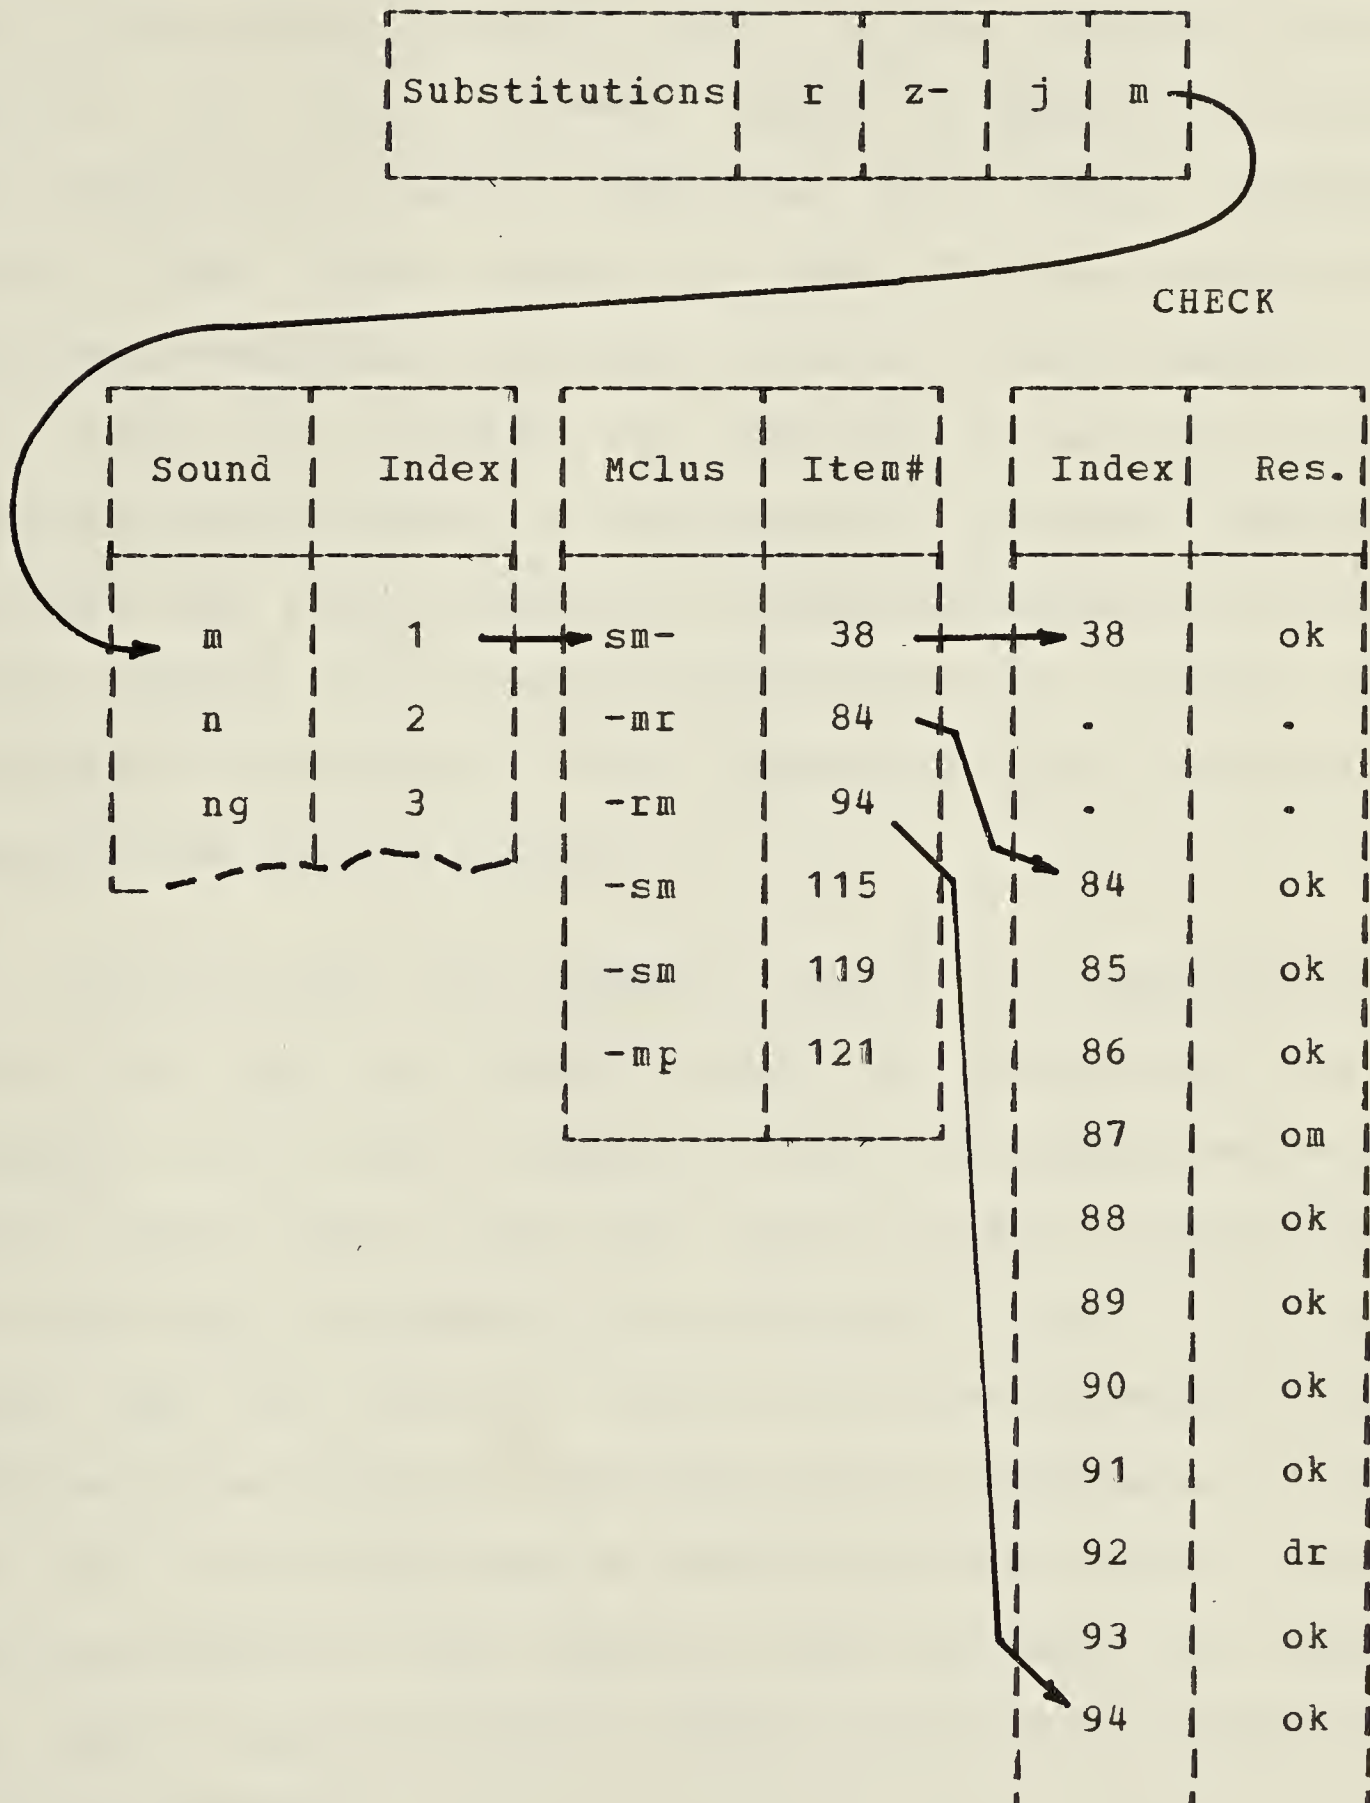 Substitutions r z- j m
CHECK
Sound Index Mclus Item# Index Res.
m 1 sm- 38 38 ok
n 2 -mr 84 . .
ng 3 -rm 94 . .
-sm 115 84 ok
-sm 119 85 ok
-mp 121 86 ok
87 om
88 ok
89 ok
90 ok
91 ok
92 dr
93 ok
94 ok